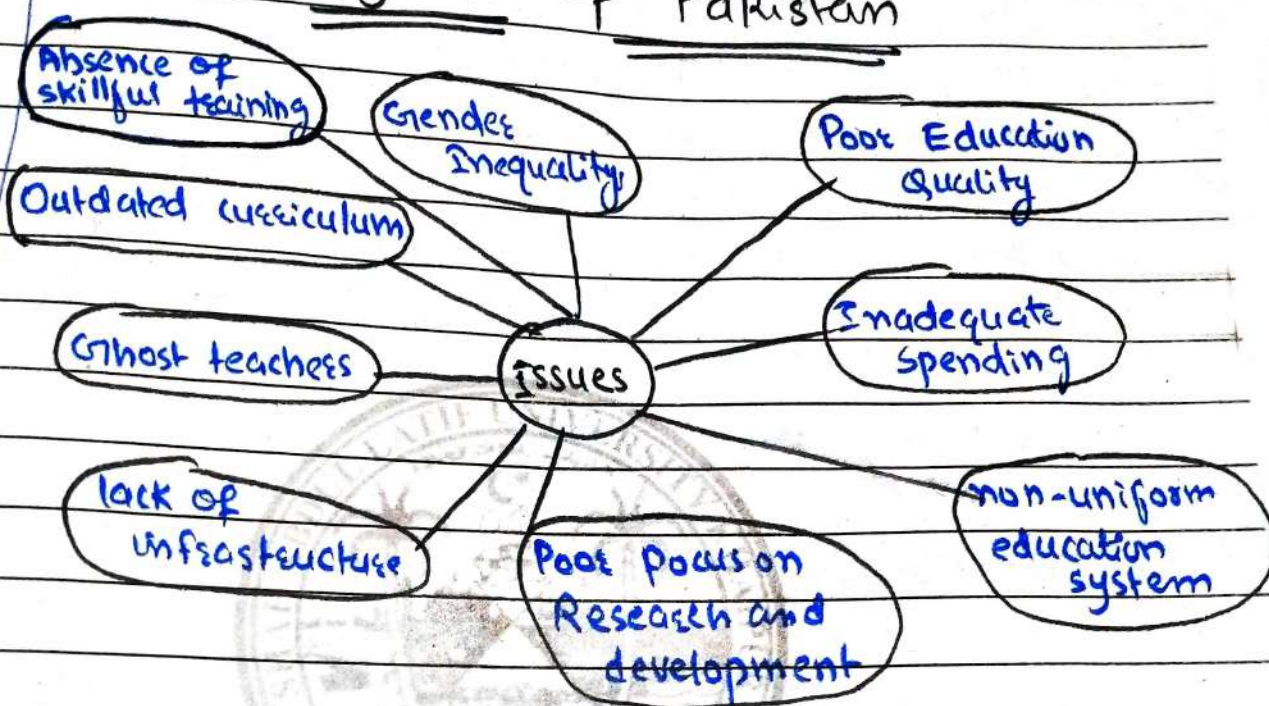 Pakistan
Absence of
skillful training
Gender
Inequality
Poor Education
Quality
Outdated curriculum
Inadequate
spending
Ghost teachers
Issues
lack of
infrastructure
Poor Focus on
Research and
development
non-uniform
education
system